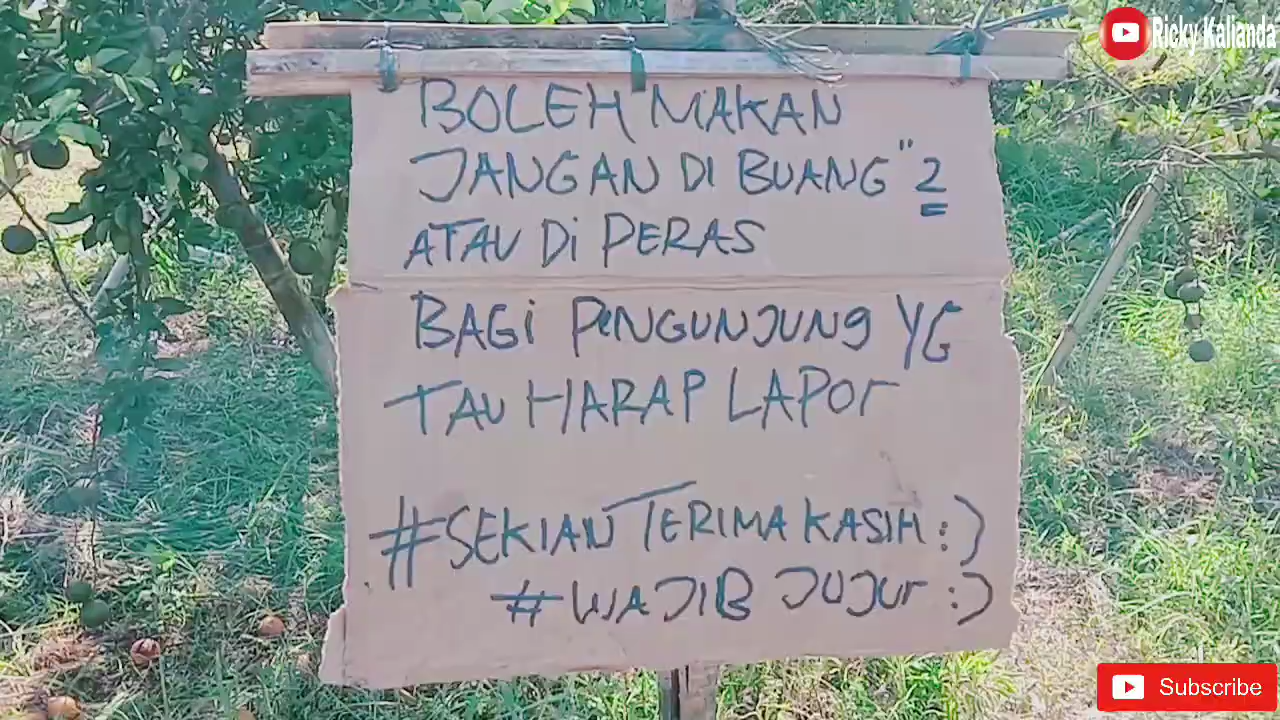 Ricky Kalianda
BOLEH MAKAN
JANGAN DI BUANG" 2
ATAU Di PERAS
BAGi PeNGUNJUNG YG
TAU HARAP LAPOr
#SEKIAN TERIMA KASIH :)
#WAJIB JUJUr :)
Subscribe